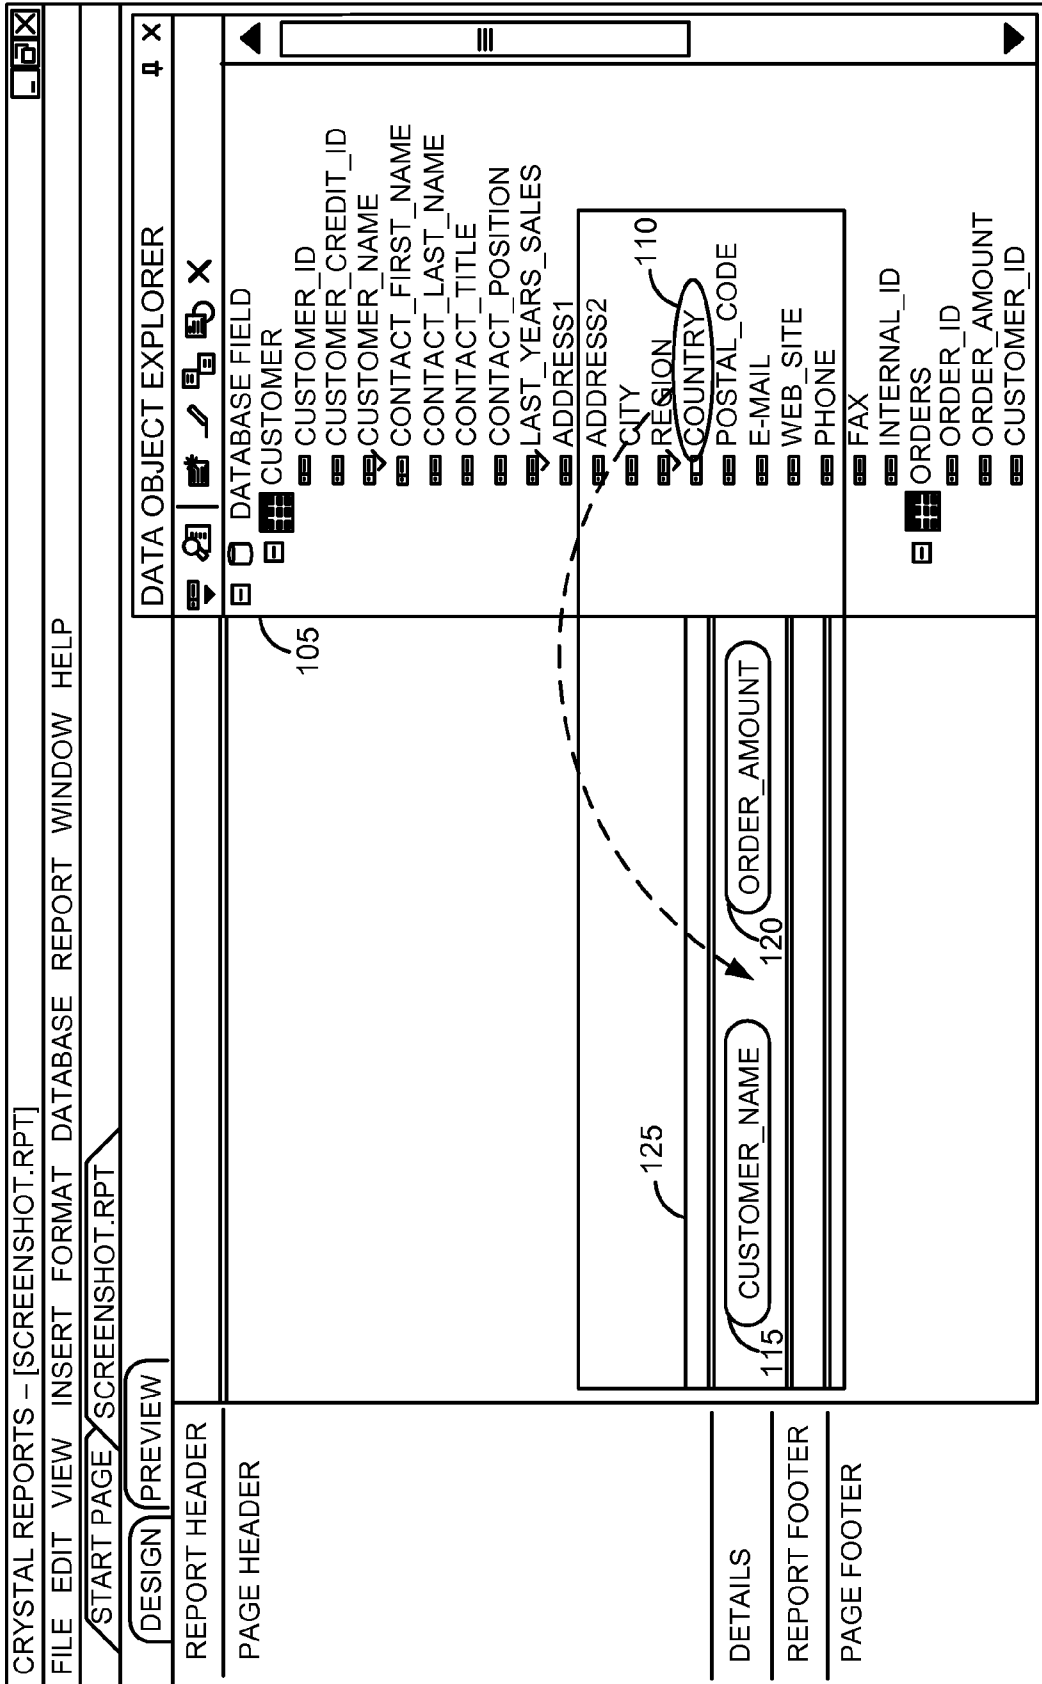 CRYSTAL REPORTS – [SCREENSHOT.RPT]
FILE EDIT VIEW INSERT FORMAT DATABASE REPORT WINDOW HELP
START PAGE SCREENSHOT.RPT
DESIGN PREVIEW
REPORT HEADER
PAGE HEADER
DETAILS
REPORT FOOTER
PAGE FOOTER
125
CUSTOMER_NAME
115
ORDER_AMOUNT
120
105
DATA OBJECT EXPLORER
DATABASE FIELD
CUSTOMER
CUSTOMER_ID
CUSTOMER_CREDIT_ID
CUSTOMER_NAME
CONTACT_FIRST_NAME
CONTACT_LAST_NAME
CONTACT_TITLE
CONTACT_POSITION
LAST_YEARS_SALES
ADDRESS1
ADDRESS2
CITY
REGION
COUNTRY
110
POSTAL_CODE
E-MAIL
WEB_SITE
PHONE
FAX
INTERNAL_ID
ORDERS
ORDER_ID
ORDER_AMOUNT
CUSTOMER_ID